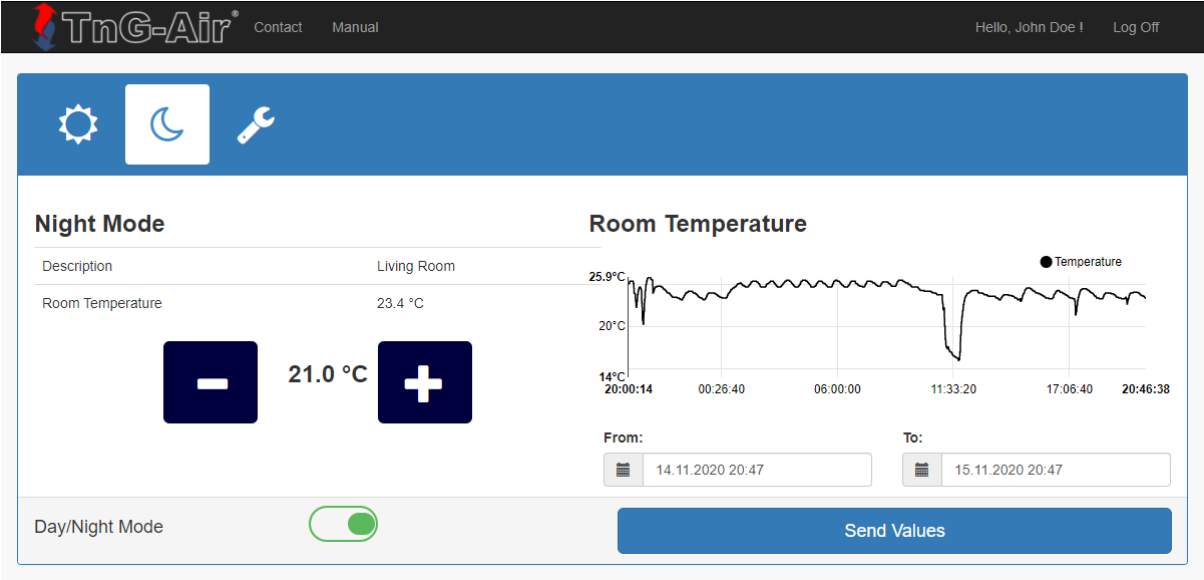 TnG-Air® Contact Manual Hello, John Doe ! Log Off
Night Mode
Description Living Room
Room Temperature 23.4 °C
21.0 °C
Room Temperature
Temperature
25.9°C
20°C
14°C
20:00:14 00:26:40 06:00:00 11:33:20 17:06:40 20:46:38
From: To:
14.11.2020 20:47 15.11.2020 20:47
Day/Night Mode Send Values